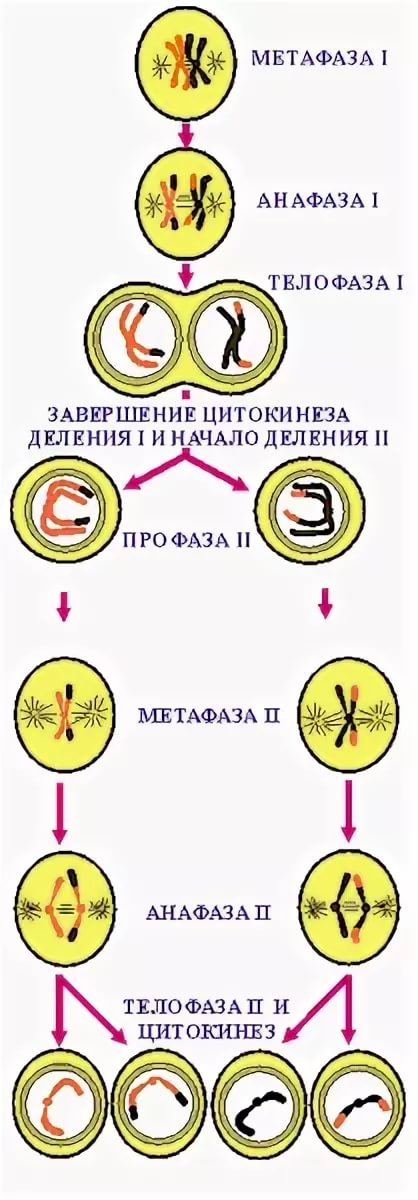 МЕТАФАЗА I
АНАФАЗА I
ТЕЛОФАЗА I
ЗАВЕРШЕНИЕ ЦИТОКИНЕЗА
ДЕЛЕНИЯ I И НАЧАЛО ДЕЛЕНИЯ II
ПРОФАЗА II
МЕТАФАЗА II
АНАФАЗА II
ТЕЛОФАЗА II И
ЦИТОКИНЕЗ